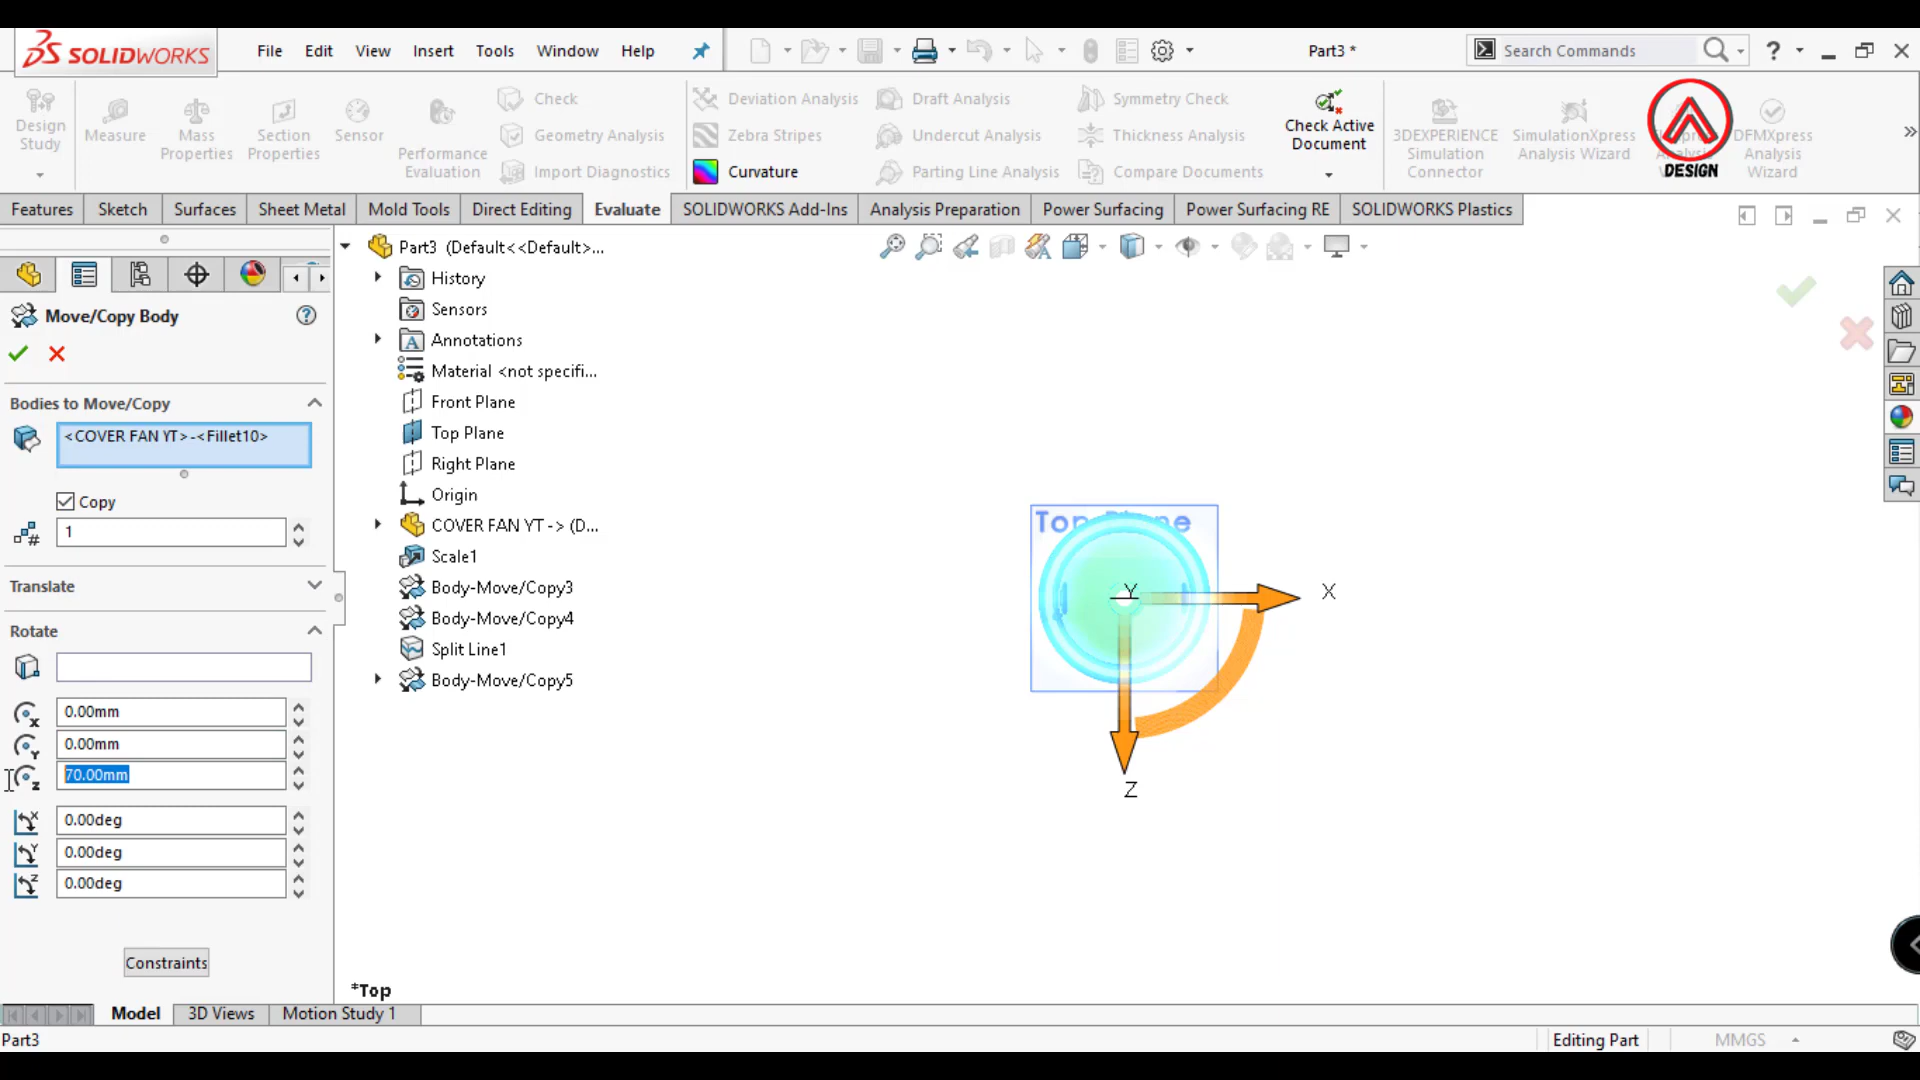 SOLIDWORKS
File Edit View Insert Tools Window Help
Part3 *
Search Commands
Design Study
Measure
Mass Properties
Section Properties
Sensor
Performance Evaluation
Check
Geometry Analysis
Import Diagnostics
Deviation Analysis
Zebra Stripes
Curvature
Draft Analysis
Undercut Analysis
Parting Line Analysis
Symmetry Check
Thickness Analysis
Compare Documents
Check Active Document
3DEXPERIENCE Simulation Connector
SimulationXpress Analysis Wizard
DESIGN
DFMXpress Analysis Wizard
Features Sketch Surfaces Sheet Metal Mold Tools Direct Editing Evaluate SOLIDWORKS Add-Ins Analysis Preparation Power Surfacing Power Surfacing RE SOLIDWORKS Plastics
Move/Copy Body
Bodies to Move/Copy
<COVER FAN YT>-<Fillet10>
Copy
1
Translate
Rotate
0.00mm
0.00mm
70.00mm
0.00deg
0.00deg
0.00deg
Constraints
Part3 (Default<<Default>...
History
Sensors
Annotations
Material <not specifi...
Front Plane
Top Plane
Right Plane
Origin
COVER FAN YT -> (D...
Scale1
Body-Move/Copy3
Body-Move/Copy4
Split Line1
Body-Move/Copy5
Top Plane
Y
X
Z
*Top
Model 3D Views Motion Study 1
Part3
Editing Part
MMGS